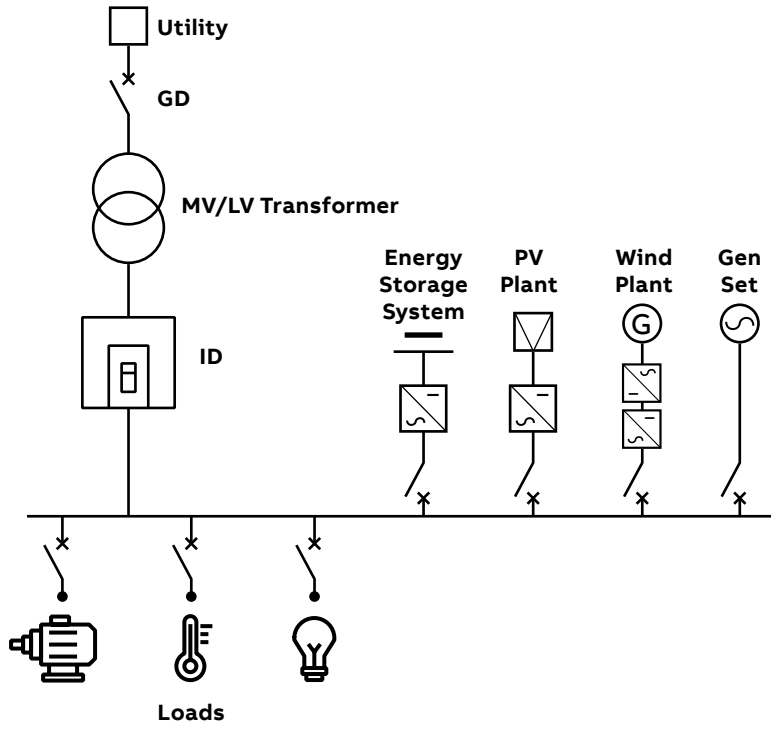 Utility
GD
MV/LV Transformer
ID
Energy
Storage
System
PV
Plant
Wind
Plant
Gen
Set
G
Loads